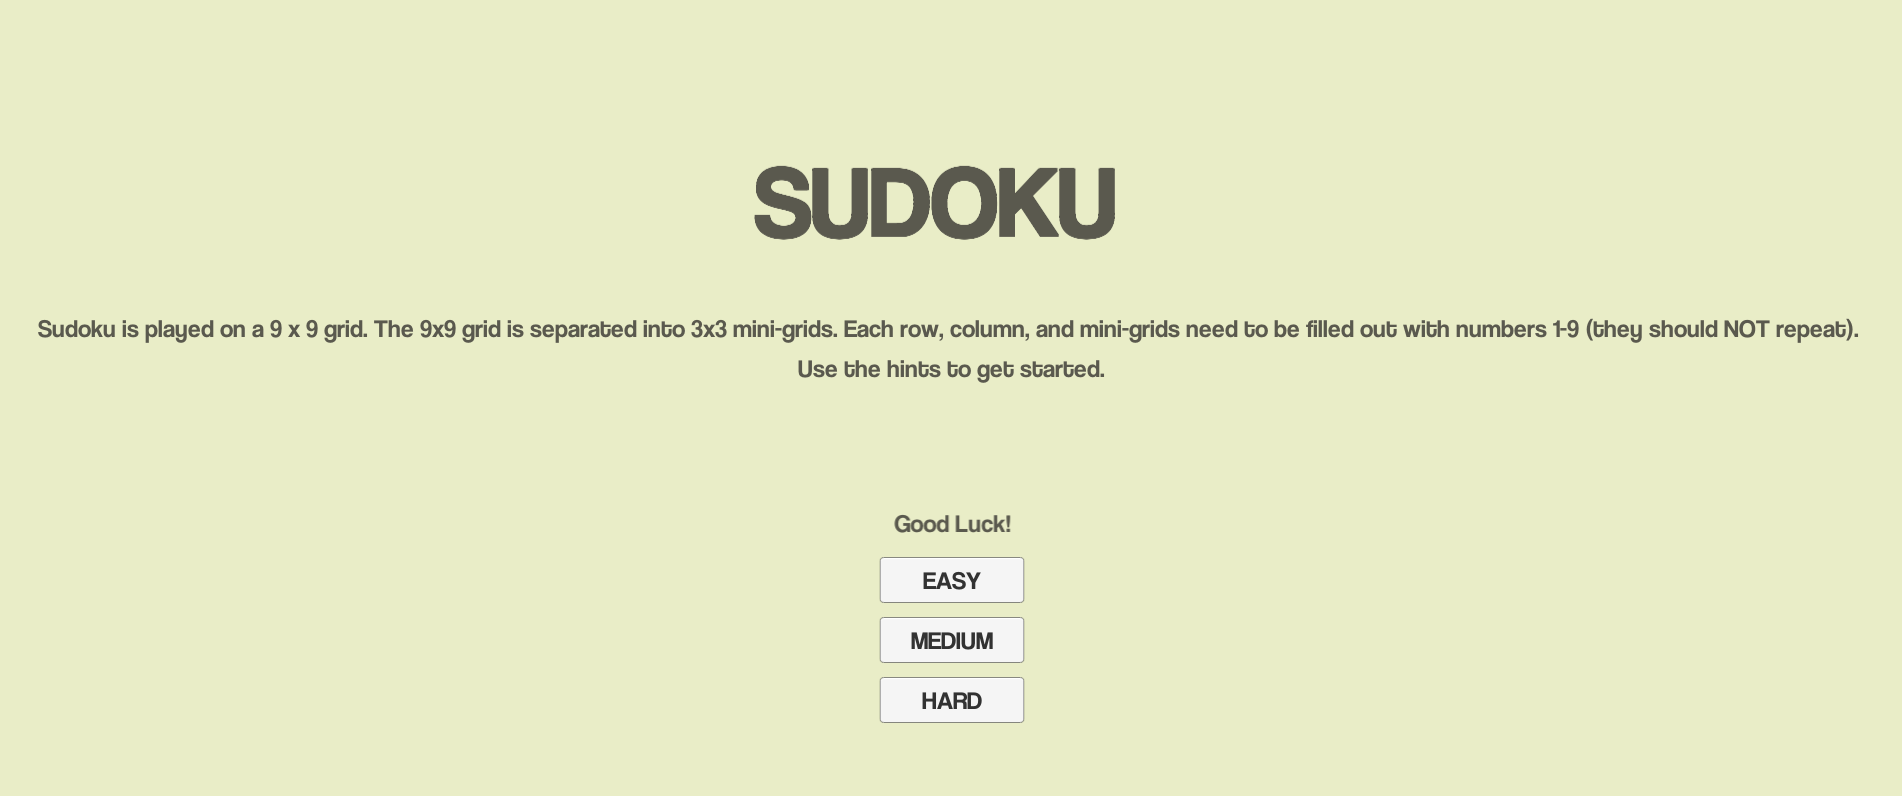 SUDOKU
Sudoku is played on a 9 x 9 grid. The 9x9 grid is separated into 3x3 mini-grids. Each row, column, and mini-grids need to be filled out with numbers 1-9 (they should NOT repeat).
Use the hints to get started.
Good Luck!
EASY
MEDIUM
HARD